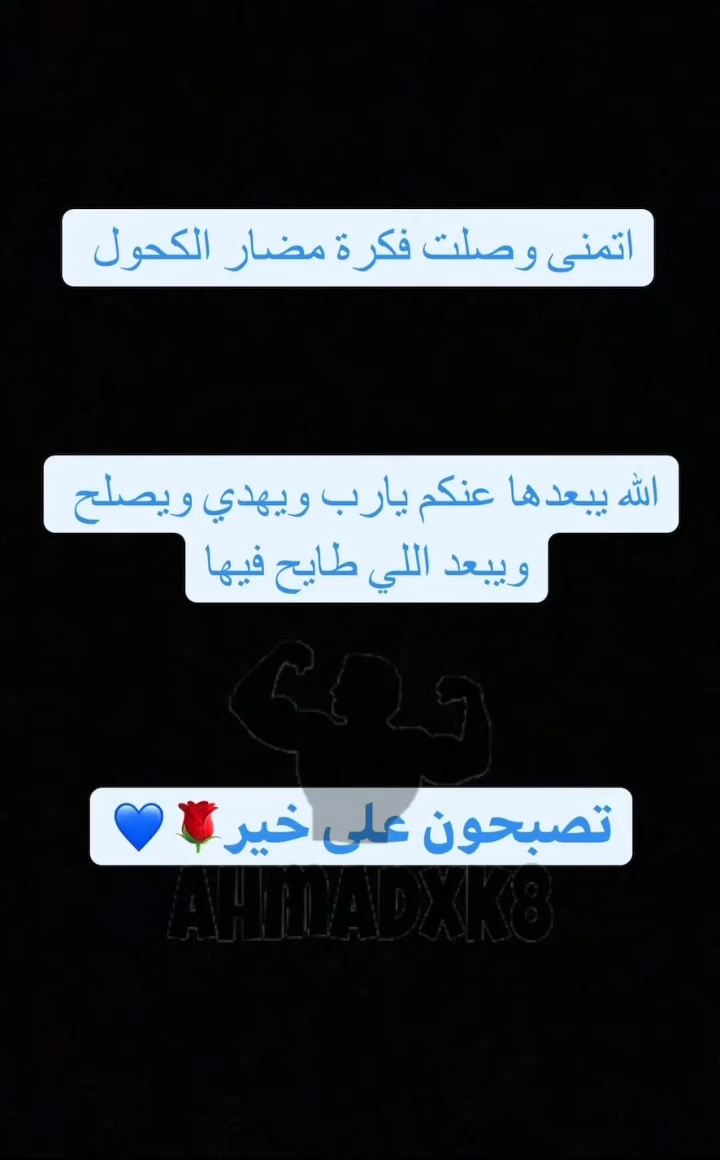 اتمنى وصلت فكرة مضار الكحول
الله يبعدها عنكم يارب ويهدي ويصلح
ويبعد اللي طايح فيها
تصبحون على خير🌹💙
AHMADXK8